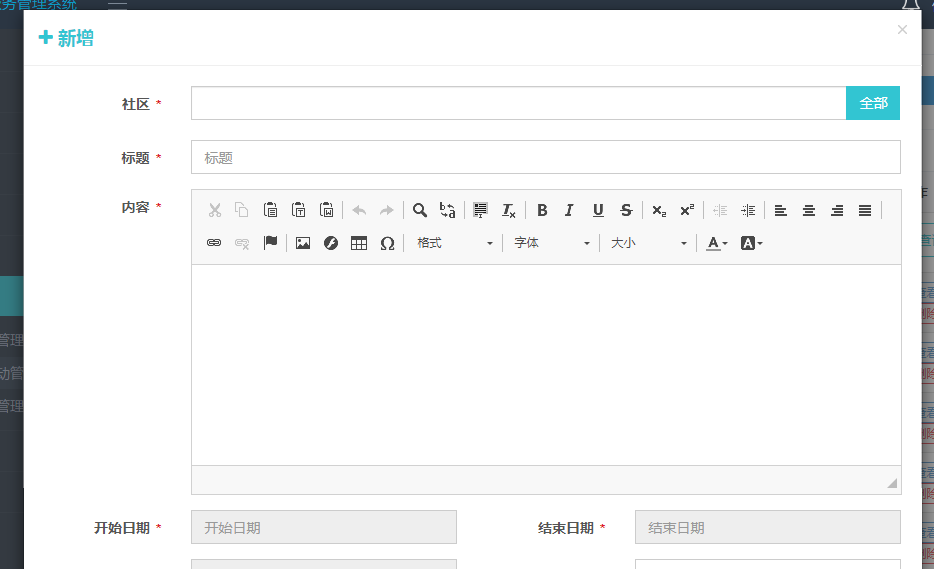 务管理系统
新增
×
社区 *
全部
标题 *
标题
内容 *
B I U S
格式 字体 大小
管理
动管
管理
开始日期 *
开始日期
结束日期 *
结束日期